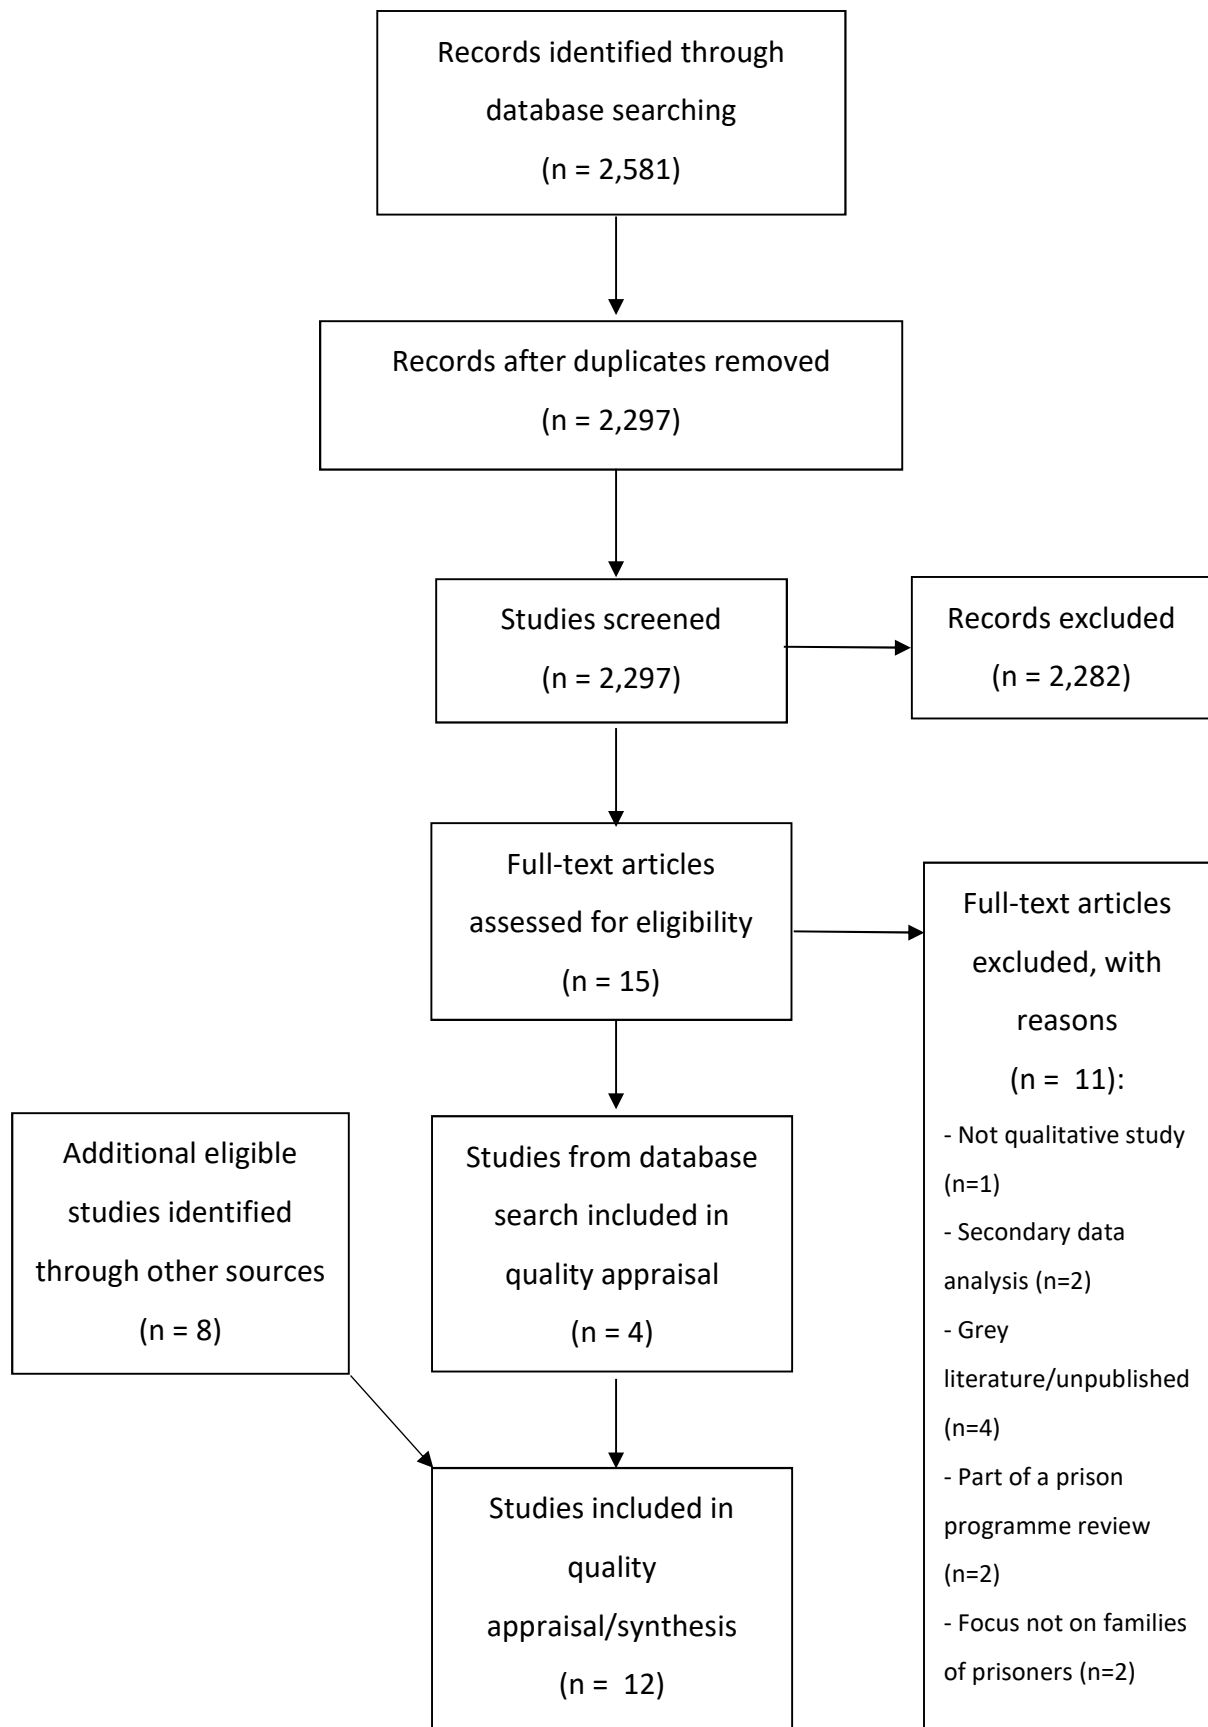 Records identified through
database searching
(n = 2,581)
Records after duplicates removed
(n = 2,297)
Studies screened
(n = 2,297)
Records excluded
(n = 2,282)
Full-text articles
assessed for eligibility
(n = 15)
Full-text articles
excluded, with
reasons
(n =  11):
- Not qualitative study
(n=1)
- Secondary data
analysis (n=2)
- Grey
literature/unpublished
(n=4)
- Part of a prison
programme review
(n=2)
- Focus not on families
of prisoners (n=2)
Additional eligible
studies identified
through other sources
(n = 8)
Studies from database
search included in
quality appraisal
(n = 4)
Studies included in
quality
appraisal/synthesis
(n =  12)